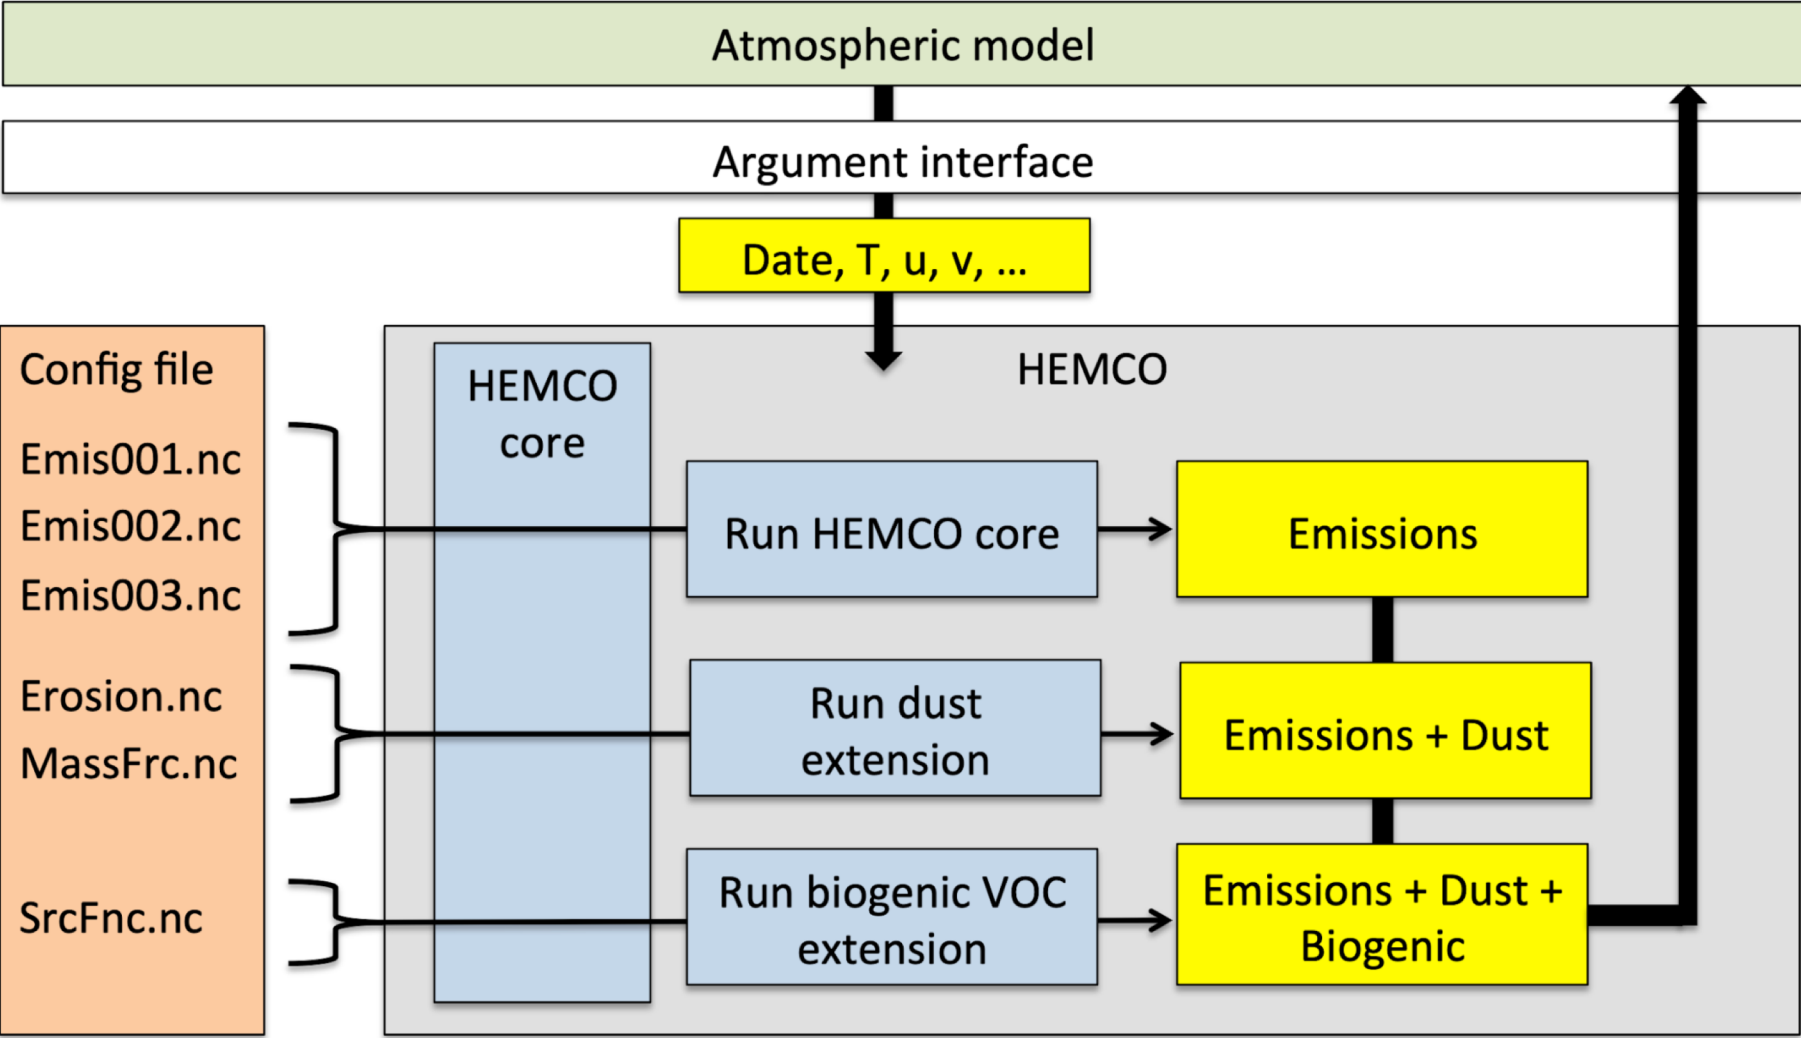 Atmospheric model
Argument interface
Date, T, u, v, ...
Config file
Emis001.nc
Emis002.nc
Emis003.nc
Erosion.nc
MassFrc.nc
SrcFnc.nc
HEMCO
core
HEMCO
Run HEMCO core
Emissions
Run dust
extension
Emissions + Dust
Run biogenic VOC
extension
Emissions + Dust +
Biogenic